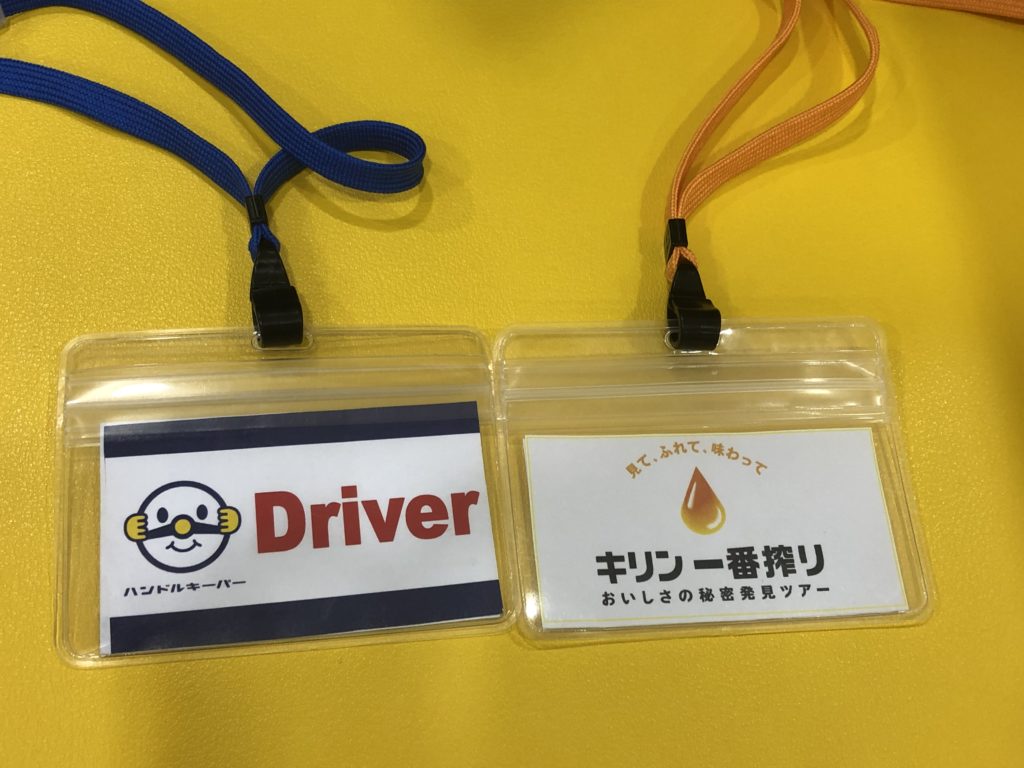 Driver
ハンドルキーパー
見て、ふれて、味わって
キリン一番搾り
おいしさの秘密発見ツアー